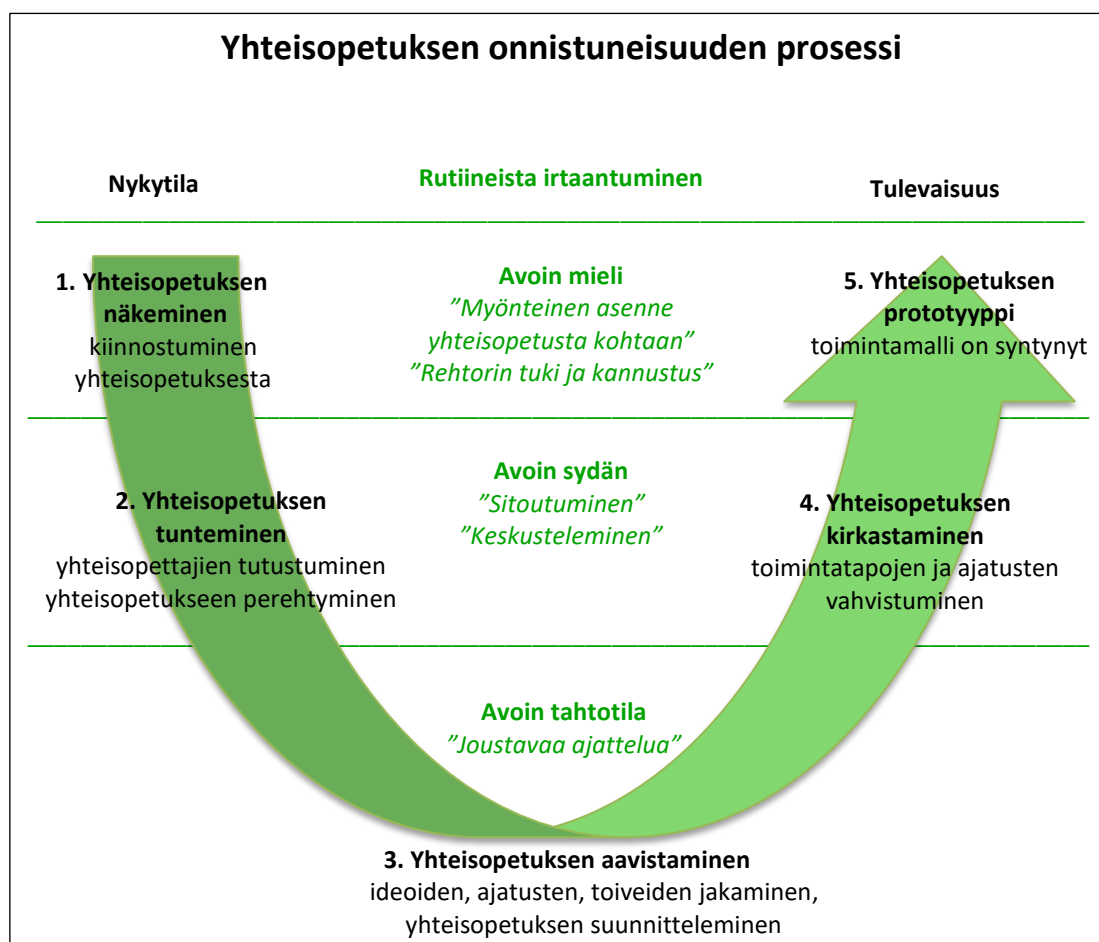 Yhteisopetuksen onnistuneisuuden prosessi
Nykytila
Rutiineista irtaantuminen
Tulevaisuus
1. Yhteisopetuksen
näkeminen
kiinnostuminen
yhteisopetuksesta
Avoin mieli
”Myönteinen asenne
yhteisopetusta kohtaan”
”Rehtorin tuki ja kannustus”
5. Yhteisopetuksen
prototyyppi
toimintamalli on syntynyt
2. Yhteisopetuksen
tunteminen
yhteisopettajien tutustuminen
yhteisopetukseen perehtyminen
Avoin sydän
”Sitoutuminen”
”Keskusteleminen”
4. Yhteisopetuksen
kirkastaminen
toimintatapojen ja ajatusten
vahvistuminen
Avoin tahtotila
”Joustavaa ajattelua”
3. Yhteisopetuksen aavistaminen
ideoiden, ajatusten, toiveiden jakaminen,
yhteisopetuksen suunnitteleminen